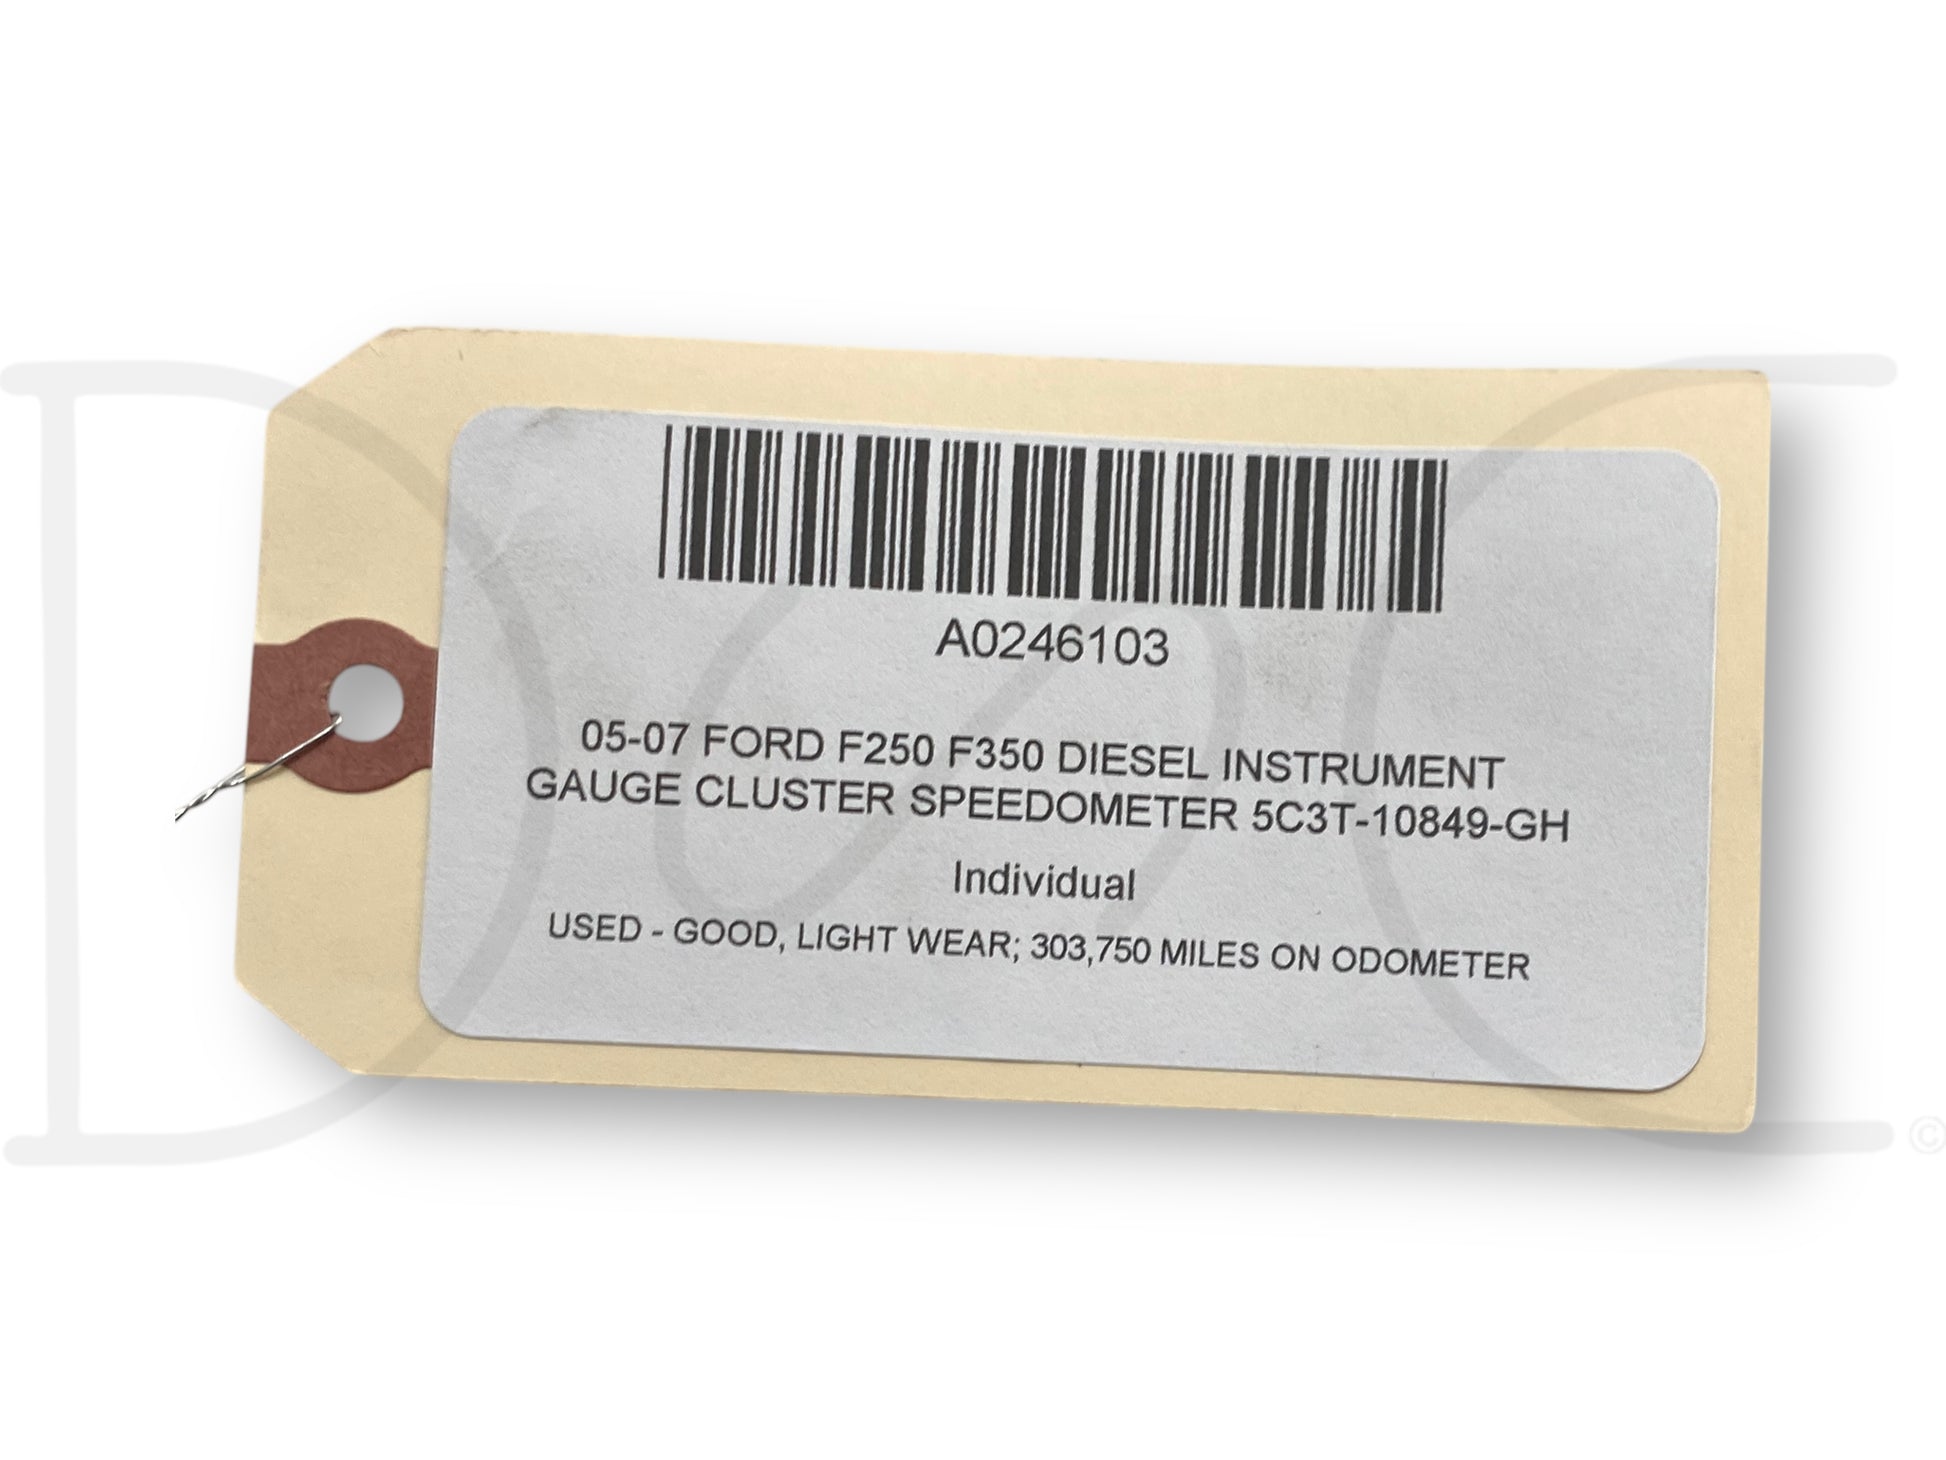 A0246103
05-07 FORD F250 F350 DIESEL INSTRUMENT
GAUGE CLUSTER SPEEDOMETER 5C3T-10849-GH
Individual
USED - GOOD, LIGHT WEAR; 303,750 MILES ON ODOMETER
©